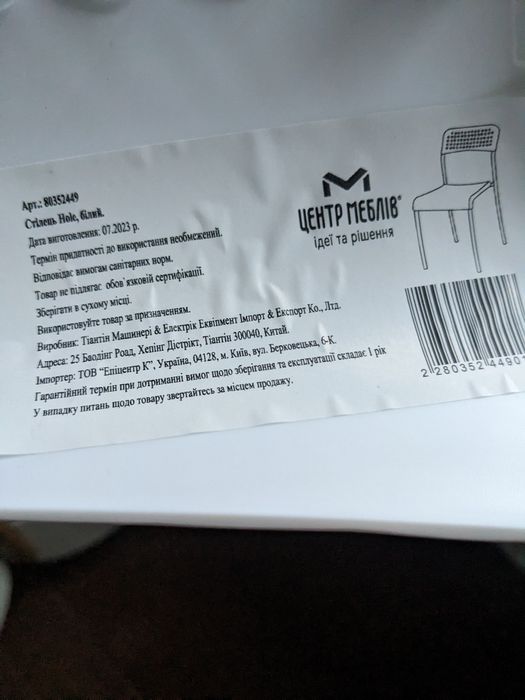 Арт.: 80352449
Стілець Hole, білий.
Дата виготовлення: 07.2023 р.
Термін придатності до використання необмежений.
Відповідає вимогам санітарних норм.
Товар не підлягає обов'язковій сертифікації.
Зберігати в сухому місці.
Використовуйте товар за призначенням.
Виробник: Тіантін Машинері & Електрік Еквіпмент Імпорт & Експорт Ко., Лтд.
Адреса: 25 Баодінг Роад, Хепінг Дістрікт, Тіантін 300040, Китай.
Імпортер: ТОВ "Епіцентр К", Україна, 04128, м. Київ, вул. Берковецька, 6-К.
Гарантійний термін при дотриманні вимог щодо зберігання та експлуатації складає 1 рік
У випадку питань щодо товару звертайтесь за місцем продажу.
ЦЕНТР МЕБЛІВ®
ідеї та рішення
2 280352 4490